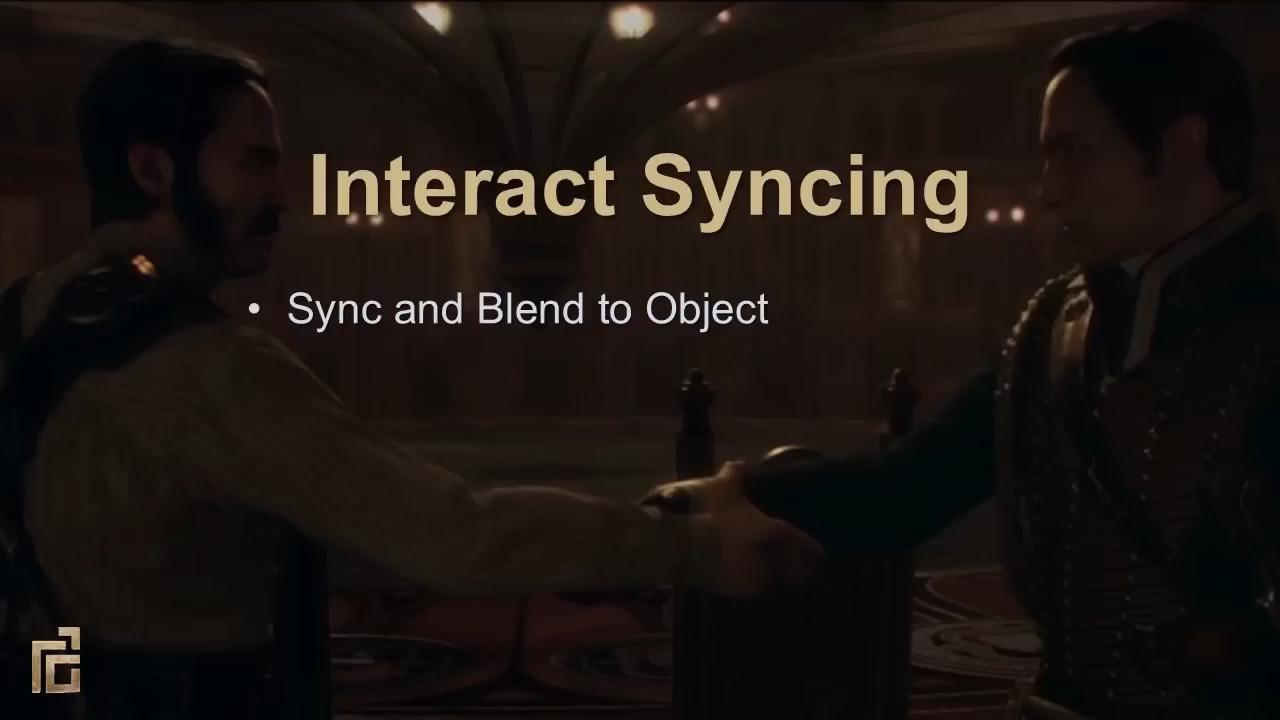 Interact Syncing
• Sync and Blend to Object